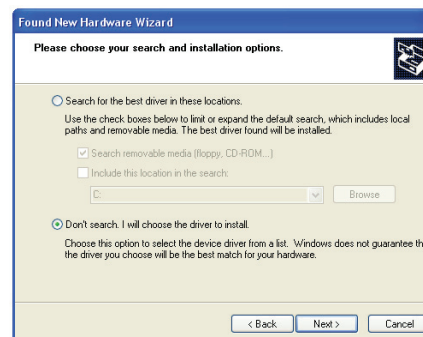 Found New Hardware Wizard
Please choose your search and installation options.
Search for the best driver in these locations.
Use the check boxes below to limit or expand the default search, which includes local
paths and removable media. The best driver found will be installed.
Search removable media (floppy, CD-ROM...)
Include this location in the search:
C:
Browse
Don't search. I will choose the driver to install.
Choose this option to select the device driver from a list. Windows does not guarantee th
the driver you choose will be the best match for your hardware.
< Back
Next >
Cancel